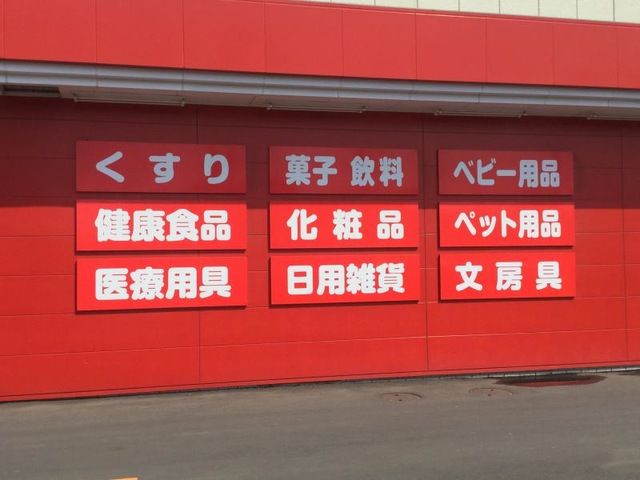 くすり
菓子 飲料
ベビー用品
健康食品
化粧品
ペット用品
医療用具
日用雑貨
文房具